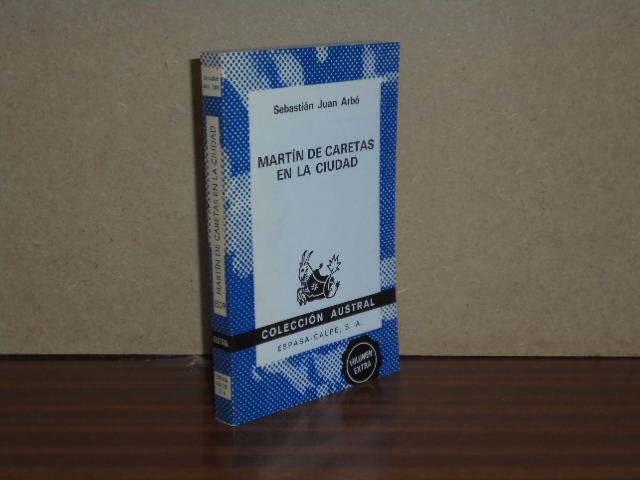 Sebastián Juan Arbó
MARTÍN DE CARETAS
EN LA CIUDAD
COLECCIÓN AUSTRAL
ESPASA-CALPE, S. A.
VOLUMEN
EXTRA
MARTÍN DE CARETAS EN LA CIUDAD
AUSTRAL